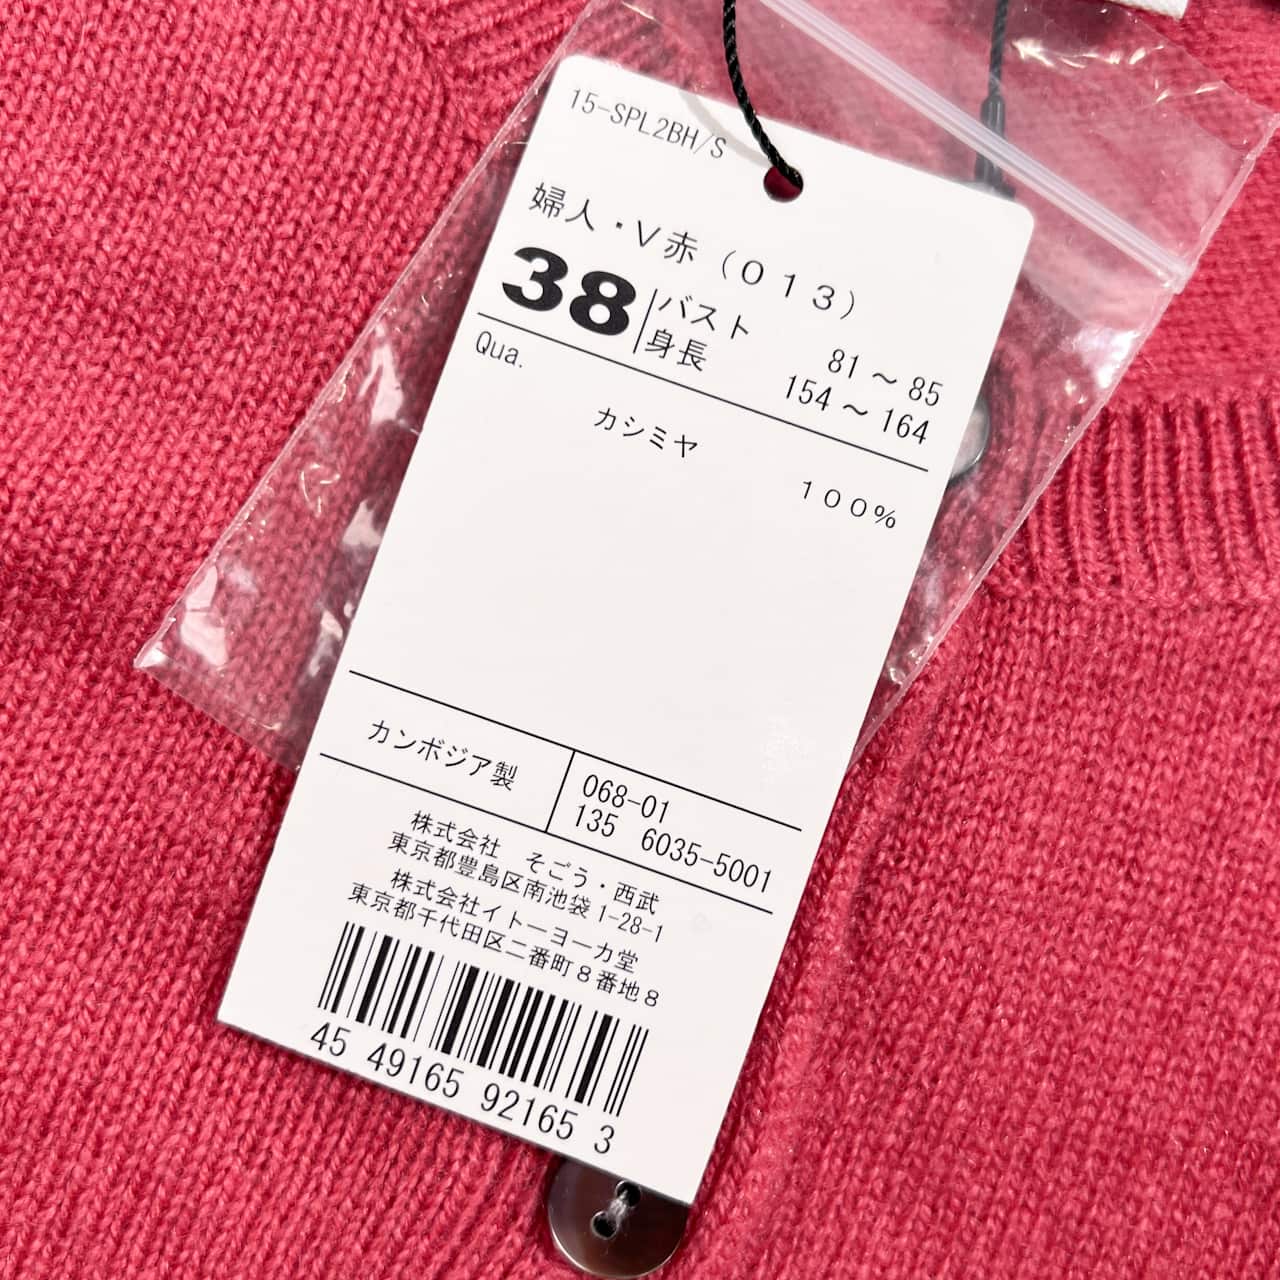 15-SPL2BH/S
婦人・V赤(013)
38
バスト 81~85
身長 154~164
Qua.
カシミヤ
100%
カンボジア製
068-01
135 6035-5001
株式会社 そごう・西武
東京都豊島区南池袋1-28-1
株式会社イトーヨーカ堂
東京都千代田区二番町8番地8
45 49165 92165 3